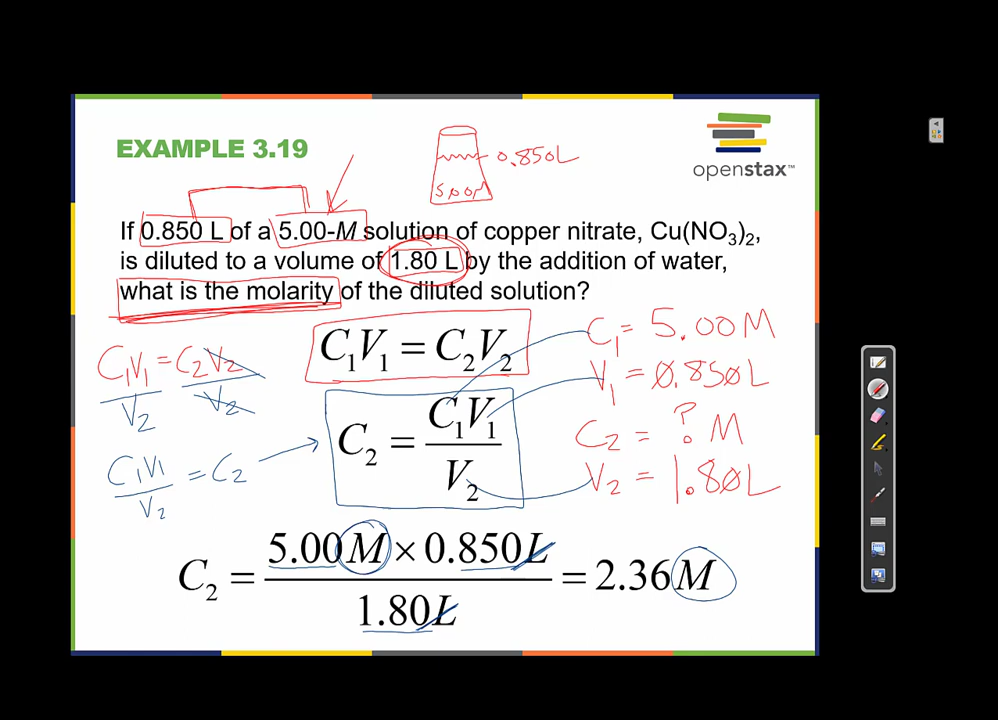 EXAMPLE 3.19
openstax™
0.850L
5.00M
If 0.850 L of a 5.00-M solution of copper nitrate, Cu(NO₃)₂,
is diluted to a volume of 1.80 L by the addition of water,
what is the molarity of the diluted solution?
C₁V₁ = C₂V₂
C₁ = 5.00M
V₁ = 0.850L
C₂ = ? M
V₂ = 1.80L
C₁V₁/V₂ = C₂V₂/V₂
C₂ = C₁V₁/V₂
C₁V₁/V₂ = C₂
C₂ = 5.00M × 0.850L / 1.80L = 2.36M